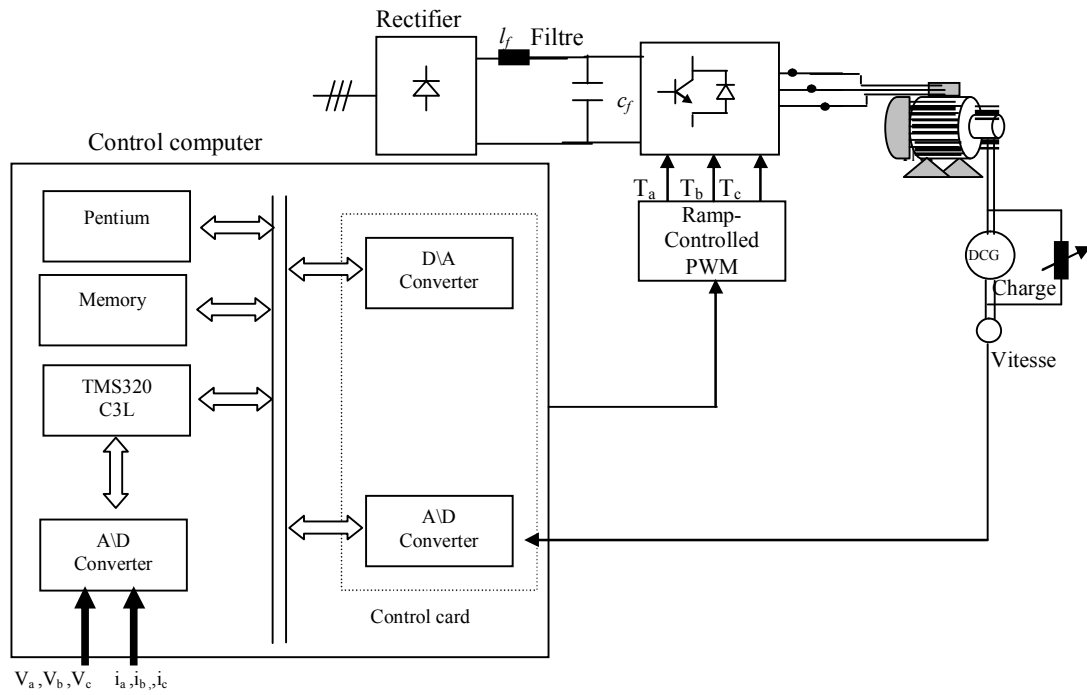 Rectifier
l_f Filtre
c_f
Control computer
T_a T_b T_c
Ramp-
Controlled
PWM
Pentium
Memory
TMS320
C3L
A\D
Converter
D\A
Converter
A\D
Converter
Control card
DCG
Charge
Vitesse
V_a ,V_b ,V_c i_a ,i_b ,i_c